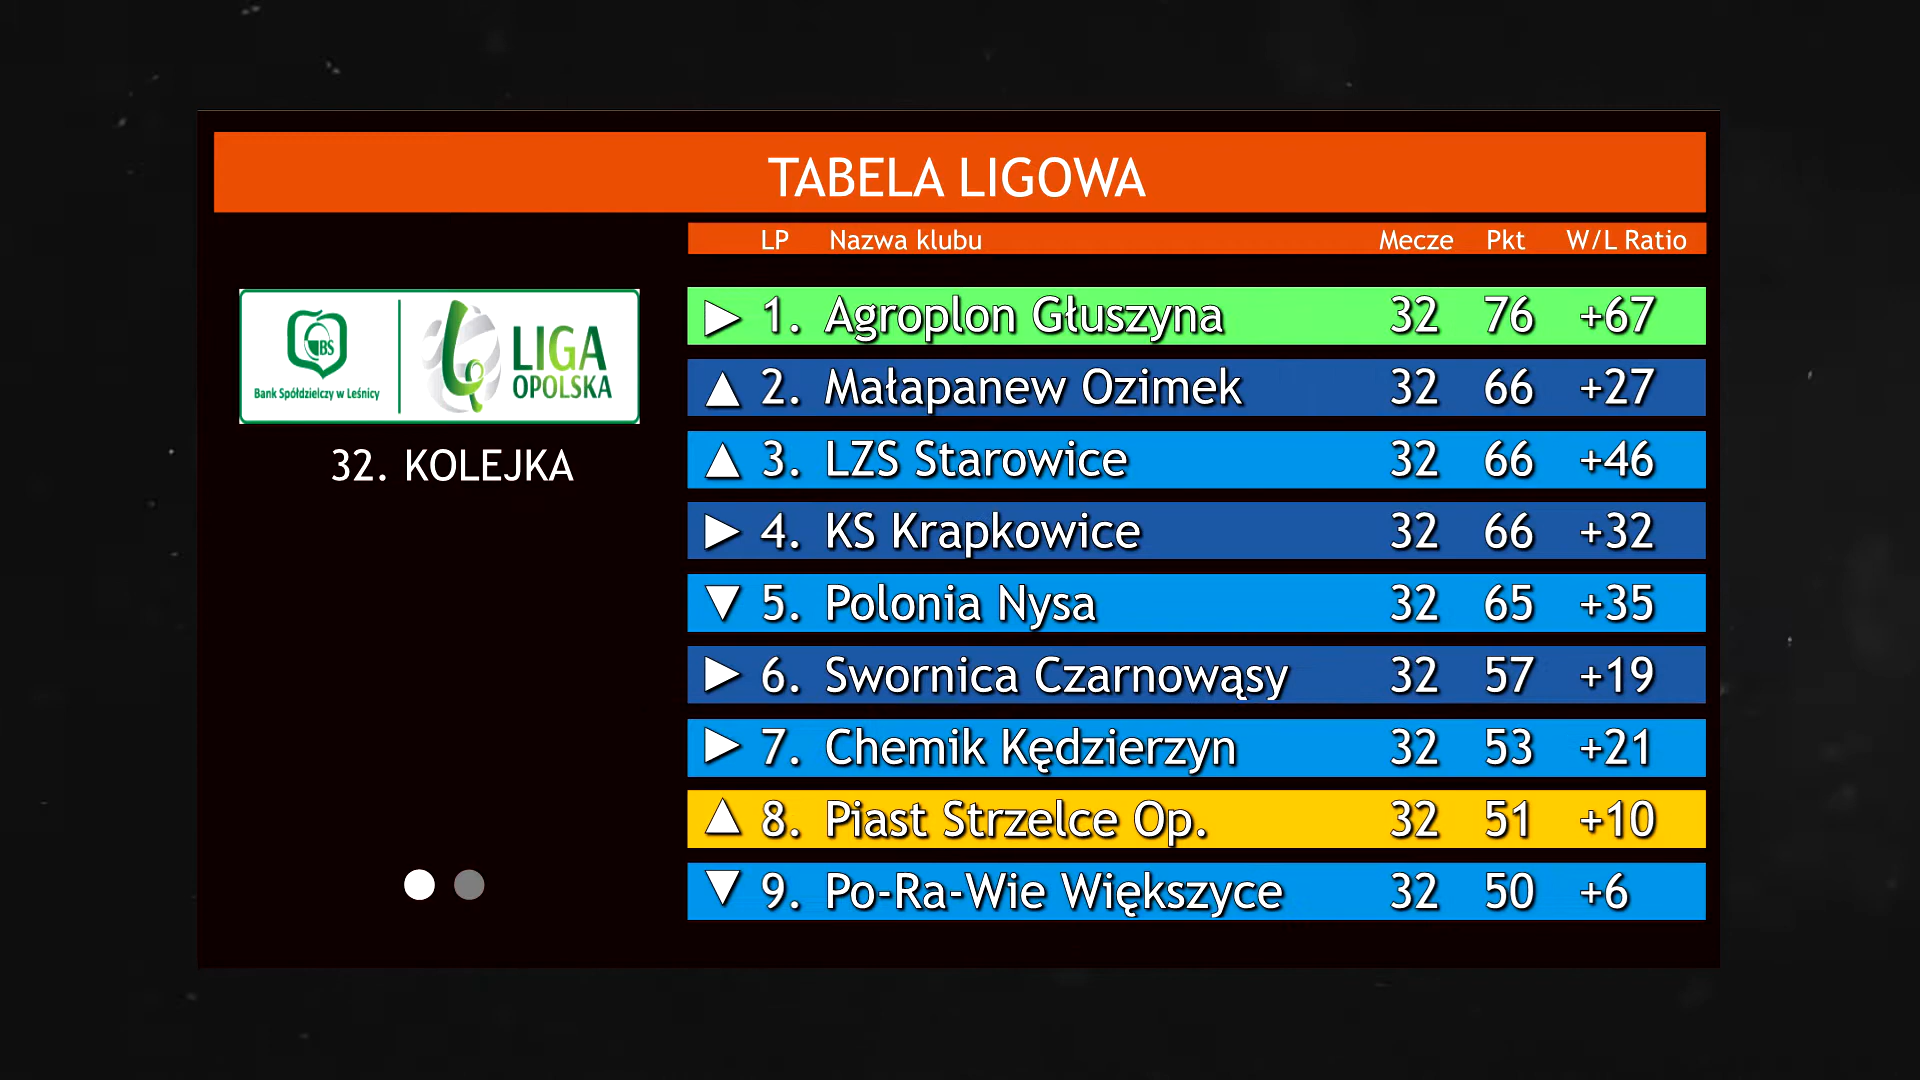 TABELA LIGOWA
LP Nazwa klubu Mecze Pkt W/L Ratio
BS
Bank Spółdzielczy w Leśnicy
LIGA
OPOLSKA
32. KOLEJKA
1. Agroplon Głuszyna 32 76 +67
2. Małapanew Ozimek 32 66 +27
3. LZS Starowice 32 66 +46
4. KS Krapkowice 32 66 +32
5. Polonia Nysa 32 65 +35
6. Swornica Czarnowąsy 32 57 +19
7. Chemik Kędzierzyn 32 53 +21
8. Piast Strzelce Op. 32 51 +10
9. Po-Ra-Wie Większyce 32 50 +6